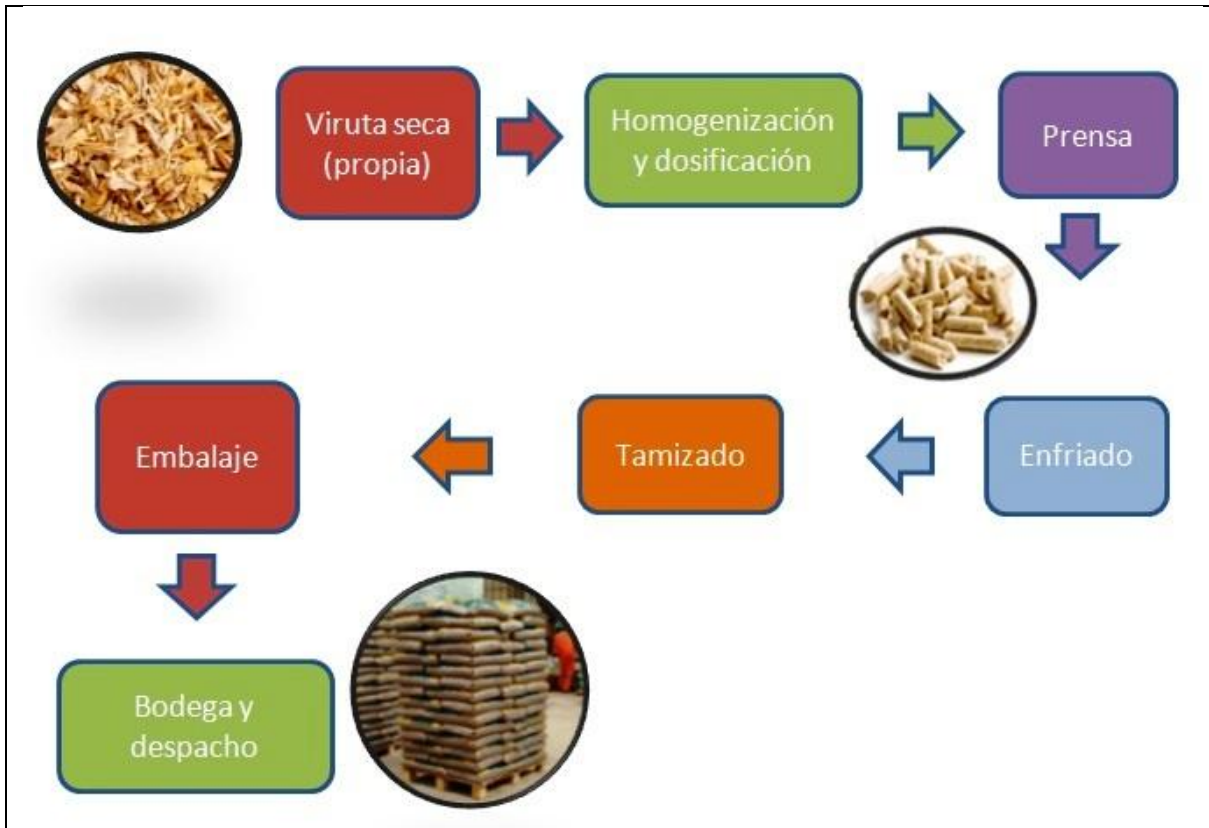 Viruta seca
(propia)
Homogenización
y dosificación
Prensa
Enfriado
Tamizado
Embalaje
Bodega y
despacho